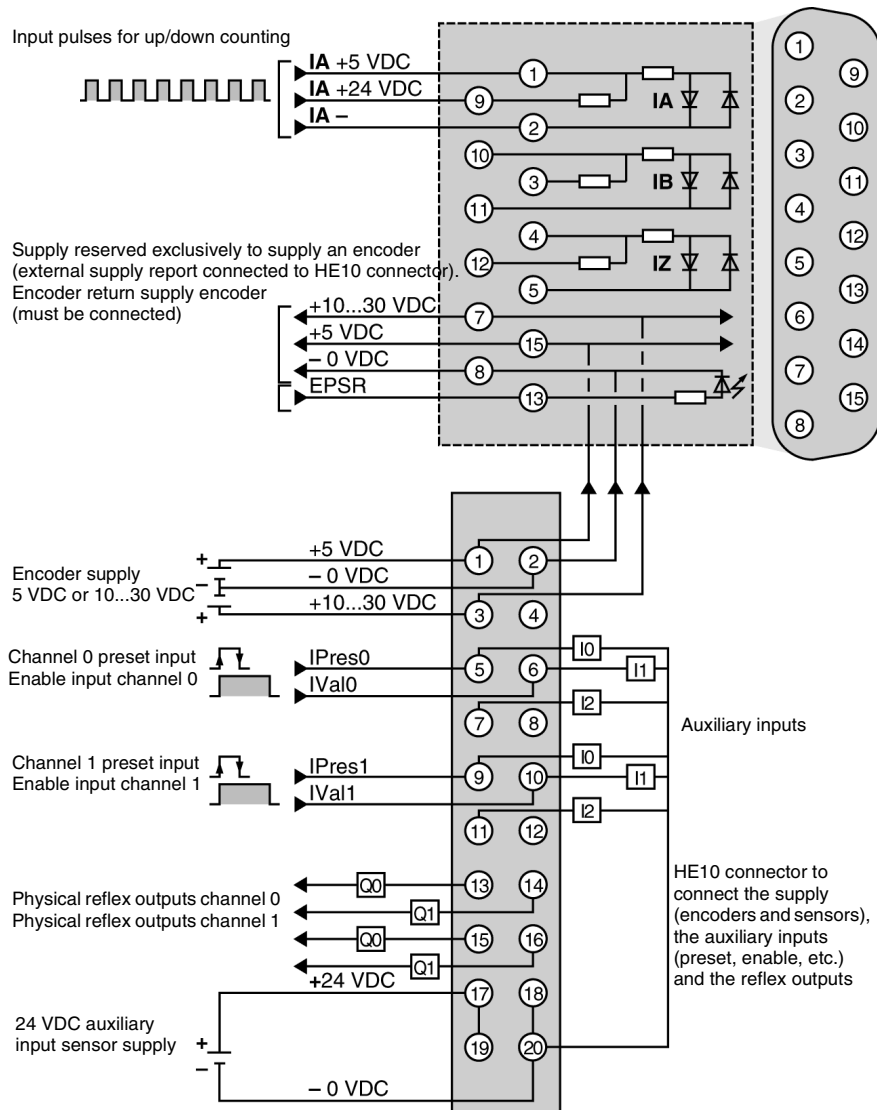 Input pulses for up/down counting
IA +5 VDC
IA +24 VDC
IA –
1
9
2
IA
10
3
IB
11
4
12
IZ
5
Supply reserved exclusively to supply an encoder
(external supply report connected to HE10 connector).
Encoder return supply encoder
(must be connected)
+10...30 VDC
7
+5 VDC
15
– 0 VDC
8
EPSR
13
1
9
2
10
3
11
4
12
5
13
6
14
7
15
8
Encoder supply
5 VDC or 10...30 VDC
+
–
+
+5 VDC
– 0 VDC
+10...30 VDC
1 2
3 4
Channel 0 preset input
Enable input channel 0
IPres0
IVal0
5 6
I0
I1
7 8
I2
Auxiliary inputs
Channel 1 preset input
Enable input channel 1
IPres1
IVal1
9 10
I0
I1
11 12
I2
Physical reflex outputs channel 0
Physical reflex outputs channel 1
Q0
13 14
Q1
Q0
15 16
Q1
HE10 connector to
connect the supply
(encoders and sensors),
the auxiliary inputs
(preset, enable, etc.)
and the reflex outputs
+24 VDC
17 18
24 VDC auxiliary
input sensor supply
+
–
19 20
– 0 VDC